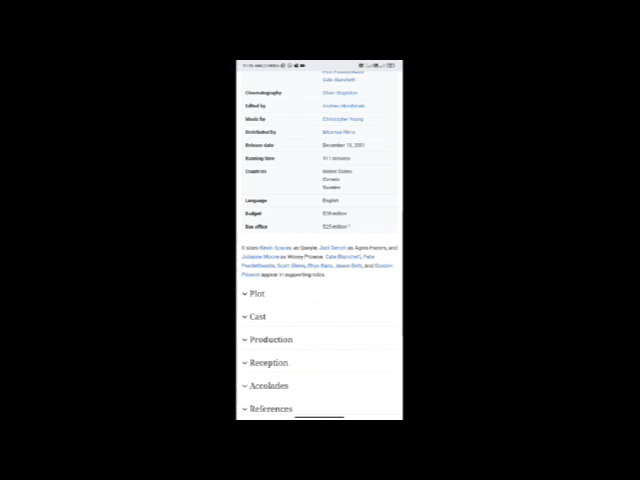 Cate Blanchett
Cinematography Oliver Stapleton
Edited by Andrew Mondshein
Music by Christopher Young
Distributed by Miramax Films
Release date December 18, 2001
Running time 111 minutes
Countries United States
Canada
Sweden
Language English
Budget $38 million
Box office $25 million
It stars Kevin Spacey as Quoyle, Judi Dench as Agnis Hamm, and
Julianne Moore as Wavey Prowse. Cate Blanchett, Pete
Postlethwaite, Scott Glenn, Rhys Ifans, Jason Behr, and Gordon
Pinsent appear in supporting roles.
Plot
Cast
Production
Reception
Accolades
References